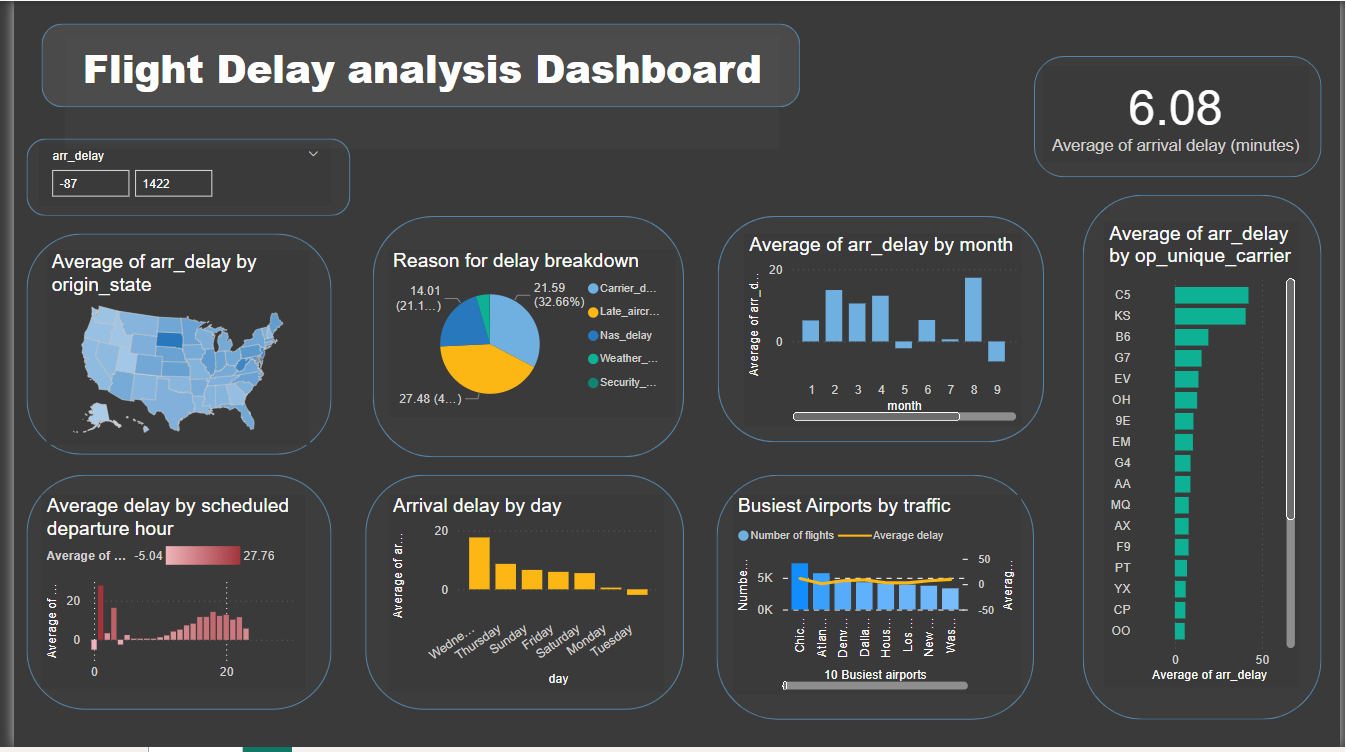 Flight Delay analysis Dashboard
6.08
Average of arrival delay (minutes)
arr_delay
-87
1422
Average of arr_delay by
origin_state
Reason for delay breakdown
14.01
(21.1...)
21.59
(32.66%)
27.48 (4...)
Carrier_d...
Late_aircr...
Nas_delay
Weather_...
Security_...
Average of arr_delay by month
Average of arr_d...
20
0
1 2 3 4 5 6 7 8 9
month
Average of arr_delay
by op_unique_carrier
C5
KS
B6
G7
EV
OH
9E
EM
G4
AA
MQ
AX
F9
PT
YX
CP
OO
0 50
Average of arr_delay
Average delay by scheduled
departure hour
Average of ... -5.04 27.76
Average of ...
20
0
0 20
Arrival delay by day
Average of ar...
20
0
Wedne... Thursday Sunday Friday Saturday Monday Tuesday
day
Busiest Airports by traffic
Number of flights Average delay
Numbe...
5K
0K
50
0
-50
Averag...
Chic... Atlan... Denv... Dalla... Hous... Los ... New ... Was...
10 Busiest airports